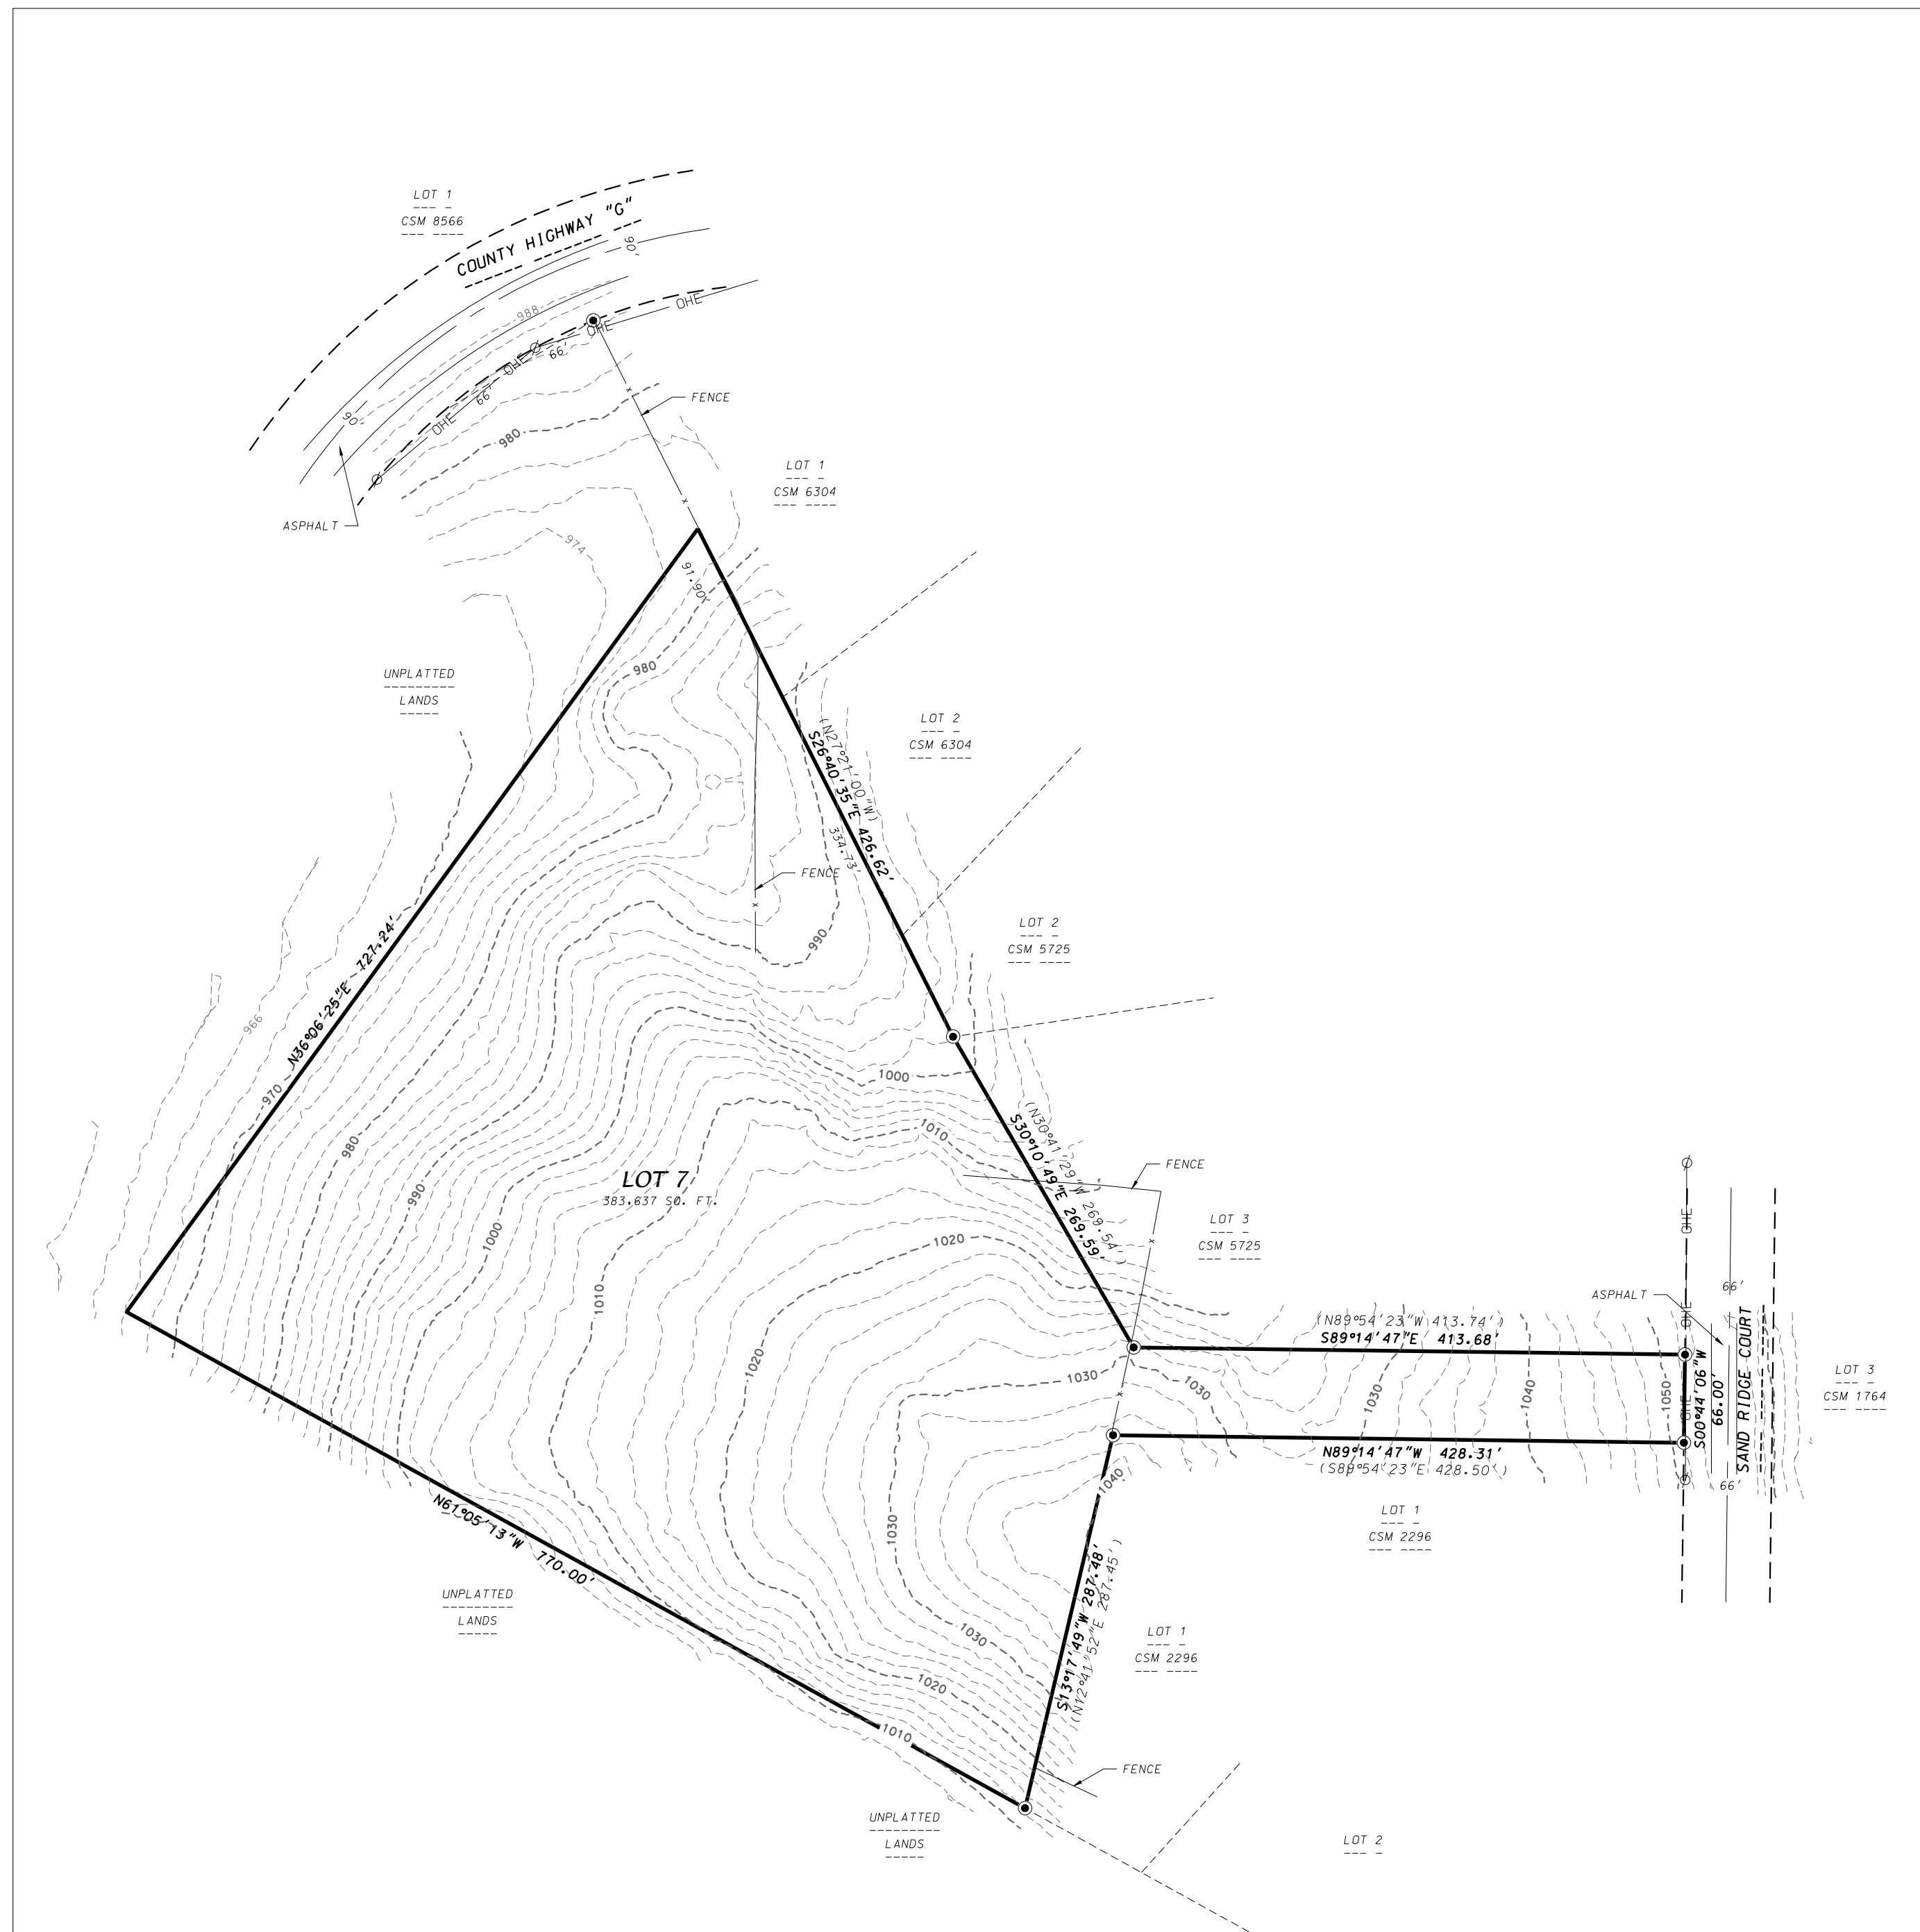 LOT 1
CSM 8566
COUNTY HIGHWAY "G"
90'
988
OHE
OHE
66'
OHE
66'
90'
OHE
FENCE
980
LOT 1
CSM 6304
ASPHALT
974
91.90'
980
UNPLATTED
LANDS
LOT 2
CSM 6304
(N27°21'00"W)
S26°40'35"E 426.62'
334.73'
FENCE
LOT 2
CSM 5725
990
N36°06'25"E 727.24'
966
970
1000
980
1010
(N30°41'29"W 269.54')
S30°10'49"E 269.59'
FENCE
LOT 7
383,637 SQ. FT.
990
1000
1020
LOT 3
CSM 5725
OHE
66'
ASPHALT
1010
OHE
(N89°54'23"W 413.74')
S89°14'47"E 413.68'
1020
1030
1030
1030
1040
1050
OHE
S00°44'06"W
66.00'
SAND RIDGE COURT
LOT 3
CSM 1764
N89°14'47"W 428.31'
(S89°54'23"E 428.50')
66'
1040
LOT 1
CSM 2296
1030
N61°05'13"W 770.00'
S13°17'49"W 287.48'
(N12°41'52"E 287.45')
UNPLATTED
LANDS
1030
LOT 1
CSM 2296
1020
1010
FENCE
UNPLATTED
LANDS
LOT 2